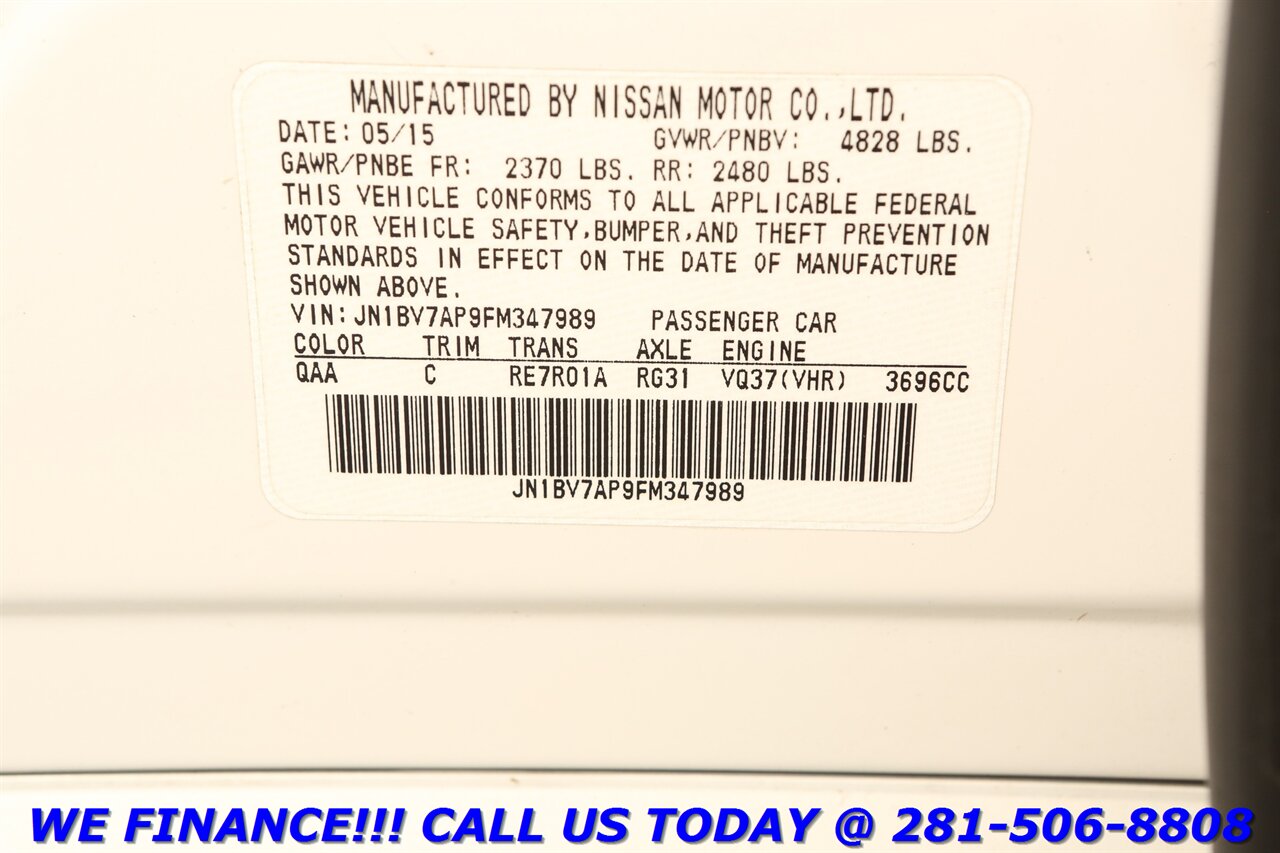 MANUFACTURED BY NISSAN MOTOR CO.,LTD.
DATE: 05/15 GVWR/PNBV: 4828 LBS.
GAWR/PNBE FR: 2370 LBS. RR: 2480 LBS.
THIS VEHICLE CONFORMS TO ALL APPLICABLE FEDERAL
MOTOR VEHICLE SAFETY,BUMPER,AND THEFT PREVENTION
STANDARDS IN EFFECT ON THE DATE OF MANUFACTURE
SHOWN ABOVE.
VIN: JN1BV7AP9FM347989 PASSENGER CAR
COLOR TRIM TRANS AXLE ENGINE
QAA C RE7R01A RG31 VQ37(VHR) 3696CC
JN1BV7AP9FM347989
WE FINANCE!!! CALL US TODAY @ 281-506-8808